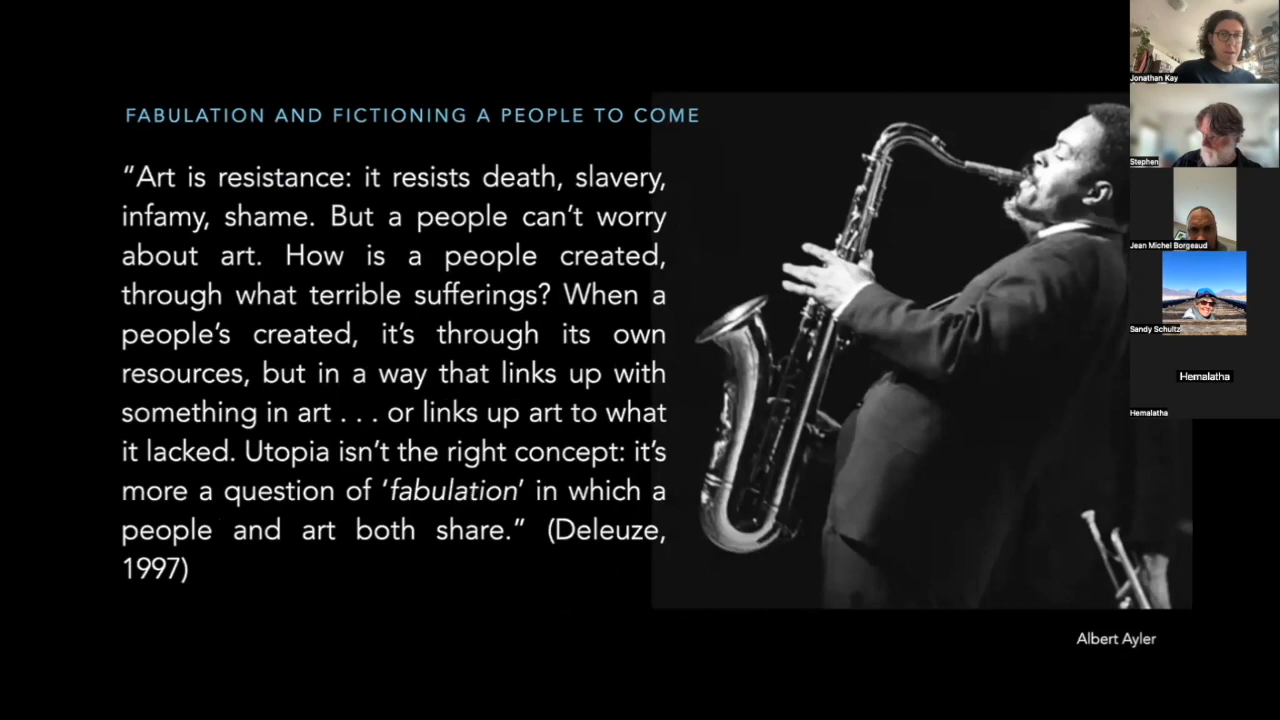 FABULATION AND FICTIONING A PEOPLE TO COME
“Art is resistance: it resists death, slavery,
infamy, shame. But a people can’t worry
about art. How is a people created,
through what terrible sufferings? When a
people’s created, it’s through its own
resources, but in a way that links up with
something in art . . . or links up art to what
it lacked. Utopia isn’t the right concept: it’s
more a question of ‘fabulation’ in which a
people and art both share.” (Deleuze,
1997)
Albert Ayler
Jonathan Kay
Stephen
Jean Michel Borgeaud
Sandy Schultz
Hemalatha
Hemalatha